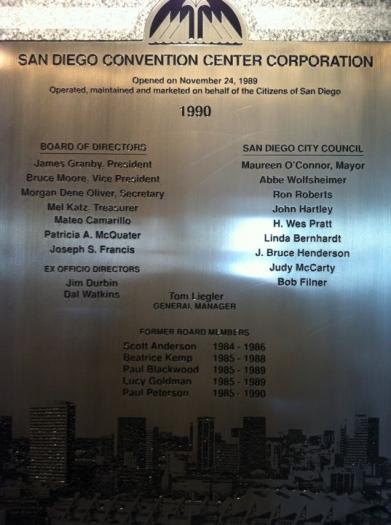 SAN DIEGO CONVENTION CENTER CORPORATION
Opened on November 24, 1989
Operated, maintained and marketed on behalf of the Citizens of San Diego
1990
BOARD OF DIRECTORS
James Granby, President
Bruce Moore, Vice President
Morgan Dene Oliver, Secretary
Mel Katz, Treasurer
Mateo Camarillo
Patricia A. McQuater
Joseph S. Francis
EX OFFICIO DIRECTORS
Jim Durbin
Dal Watkins
SAN DIEGO CITY COUNCIL
Maureen O'Connor, Mayor
Abbe Wolfsheimer
Ron Roberts
John Hartley
H. Wes Pratt
Linda Bernhardt
J. Bruce Henderson
Judy McCarty
Bob Filner
Tom Liegler
GENERAL MANAGER
FORMER BOARD MEMBERS
Scott Anderson 1984 - 1986
Beatrice Kemp 1985 - 1988
Paul Blackwood 1985 - 1989
Lucy Goldman 1985 - 1989
Paul Peterson 1985 - 1990